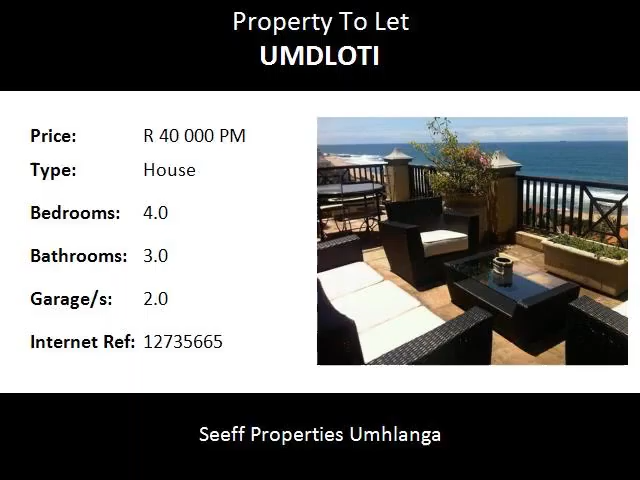 Property To Let
UMDLOTI
Price: R 40 000 PM
Type: House
Bedrooms: 4.0
Bathrooms: 3.0
Garage/s: 2.0
Internet Ref: 12735665
Seeff Properties Umhlanga